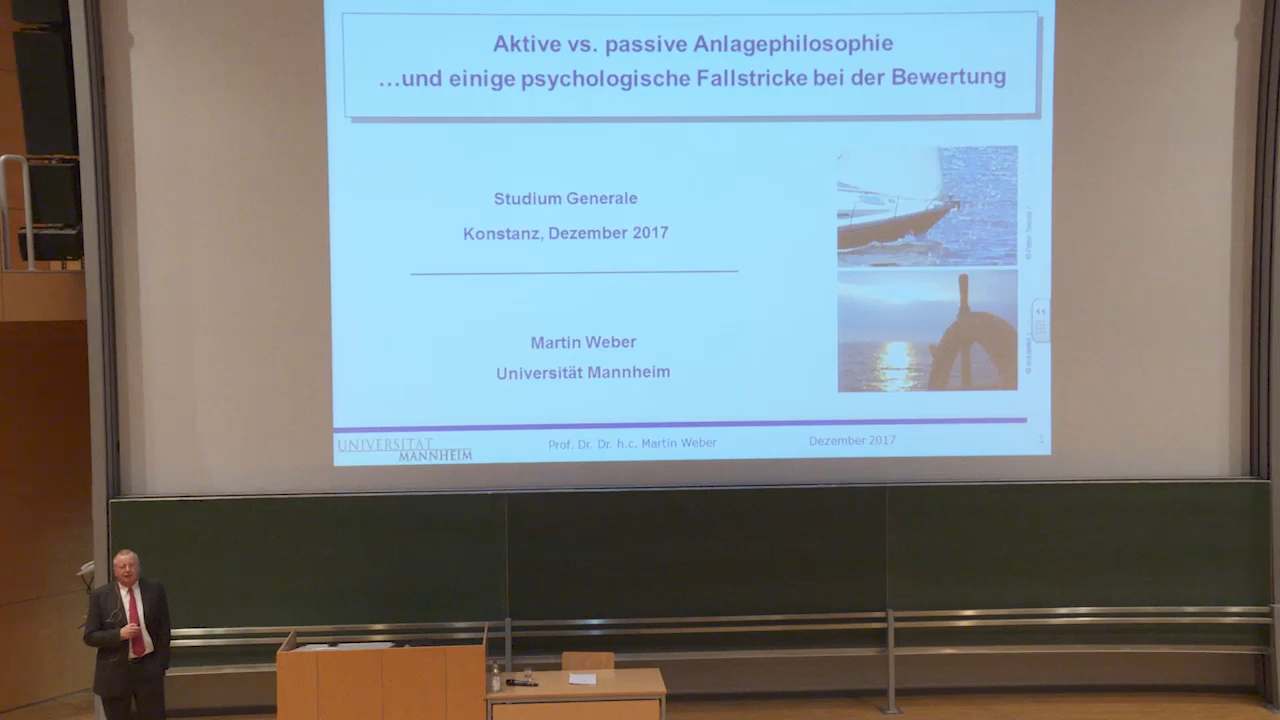 Aktive vs. passive Anlagephilosophie
...und einige psychologische Fallstricke bei der Bewertung
Studium Generale
Konstanz, Dezember 2017
Martin Weber
Universität Mannheim
UNIVERSITÄT
MANNHEIM
Prof. Dr. Dr. h.c. Martin Weber
Dezember 2017
1